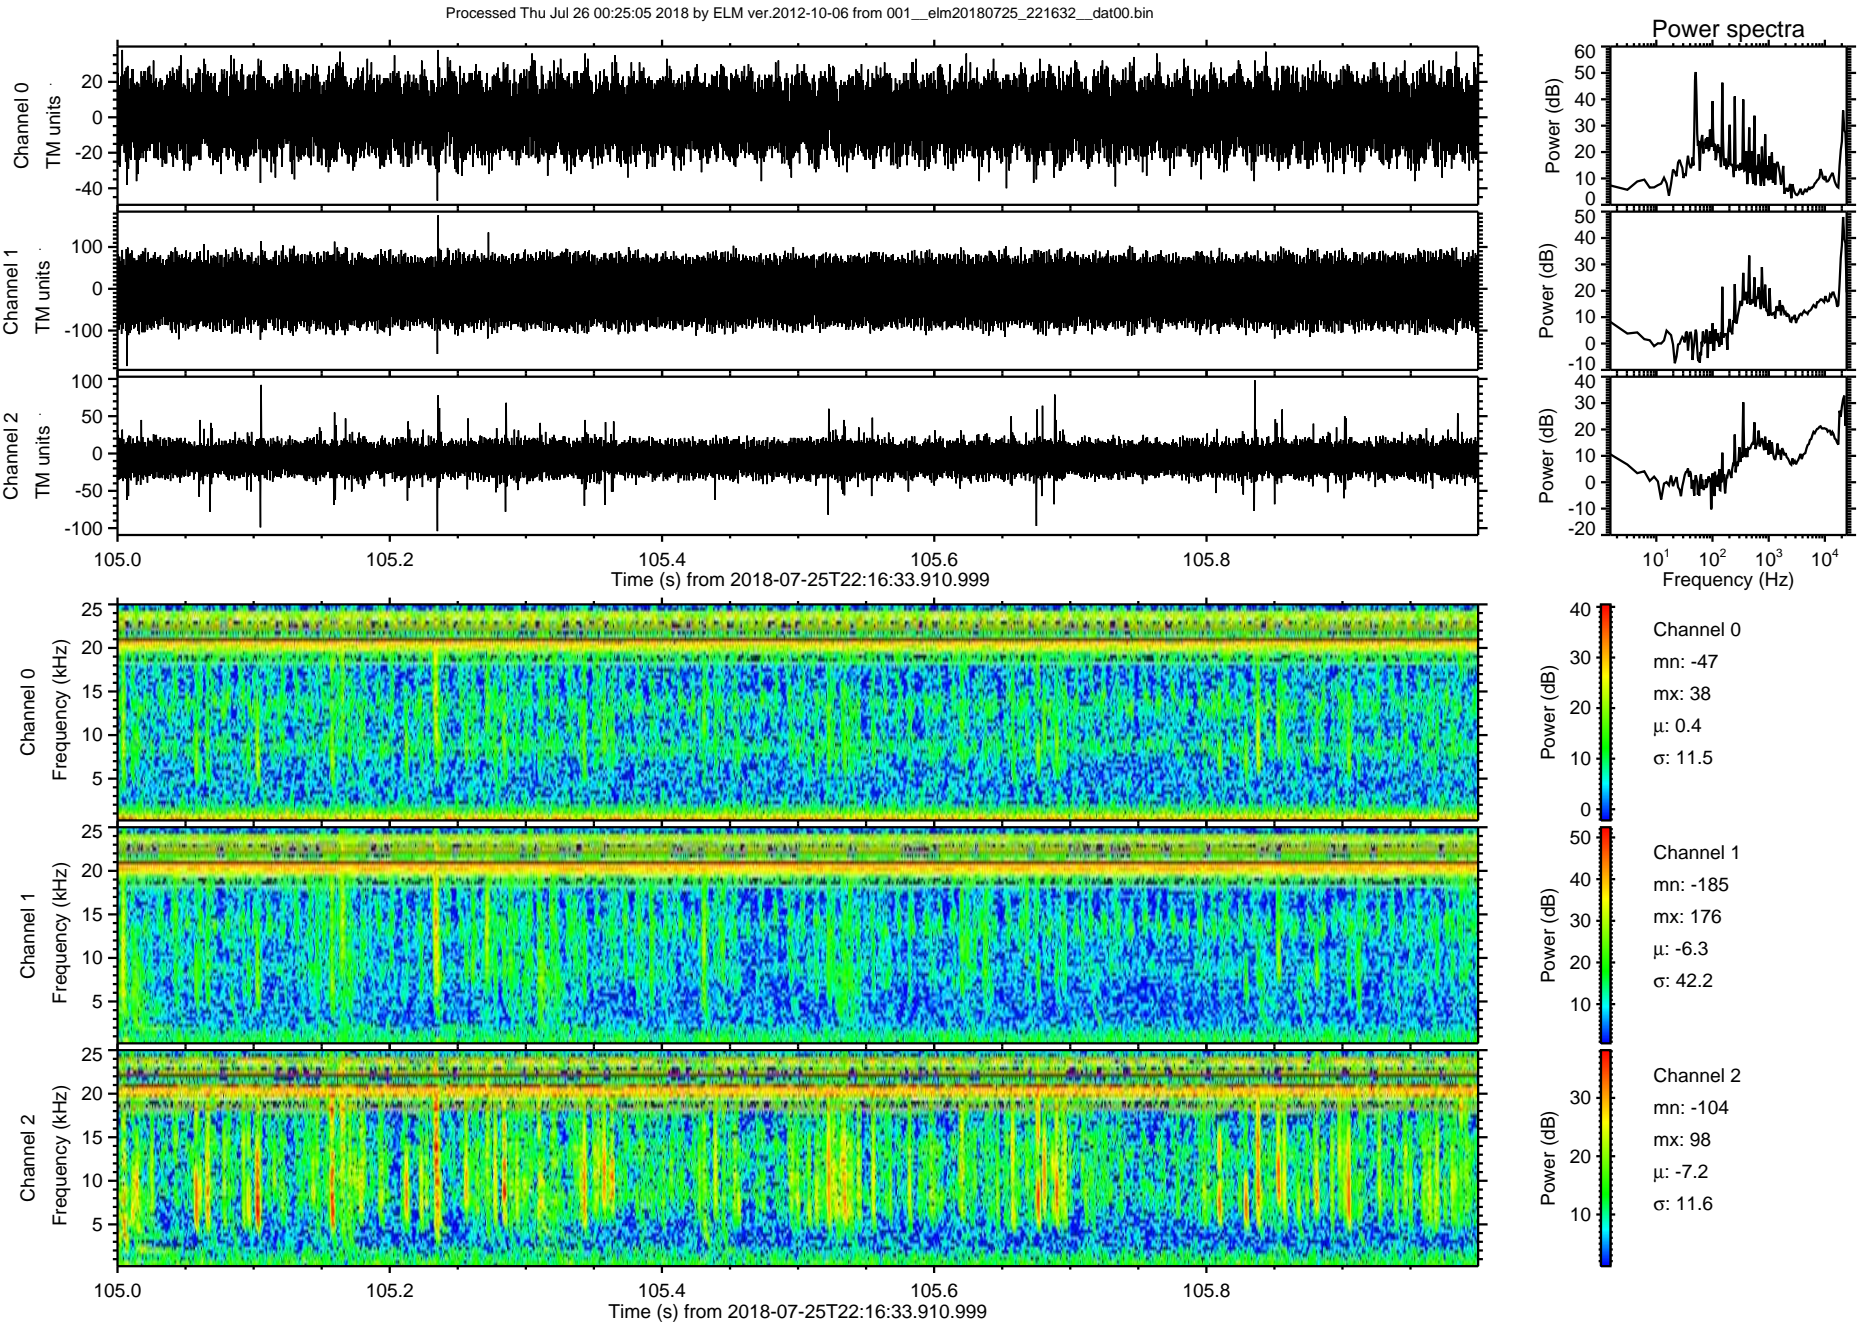 Processed Thu Jul 26 00:25:05 2018 by ELM ver.2012-10-06 from 001__elm20180725_221632__dat00.bin
Power spectra
Channel 0
TM units
20
0
-20
-40
Power (dB)
60
50
40
30
20
10
0
Channel 1
TM units
100
0
-100
Power (dB)
50
40
30
20
10
0
-10
Channel 2
TM units
100
50
0
-50
-100
Power (dB)
40
30
20
10
0
-10
-20
105.0 105.2 105.4 105.6 105.8
Time (s) from 2018-07-25T22:16:33.910.999
10¹ 10² 10³ 10⁴
Frequency (Hz)
Channel 0
Frequency (kHz)
25
20
15
10
5
Power (dB)
40
30
20
10
0
Channel 0
mn: -47
mx: 38
μ: 0.4
σ: 11.5
Channel 1
Frequency (kHz)
25
20
15
10
5
Power (dB)
50
40
30
20
10
Channel 1
mn: -185
mx: 176
μ: -6.3
σ: 42.2
Channel 2
Frequency (kHz)
25
20
15
10
5
Power (dB)
30
20
10
Channel 2
mn: -104
mx: 98
μ: -7.2
σ: 11.6
105.0 105.2 105.4 105.6 105.8
Time (s) from 2018-07-25T22:16:33.910.999